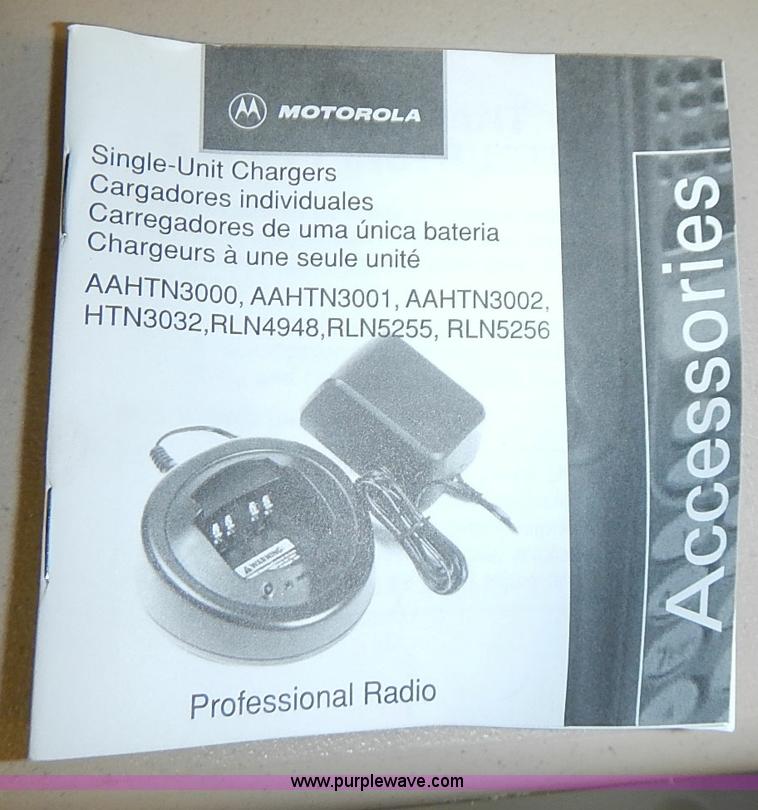 MOTOROLA
Single-Unit Chargers
Cargadores individuales
Carregadores de uma única bateria
Chargeurs à une seule unité
AAHTN3000, AAHTN3001, AAHTN3002,
HTN3032,RLN4948,RLN5255, RLN5256
WARNING
Professional Radio
Accessories
www.purplewave.com